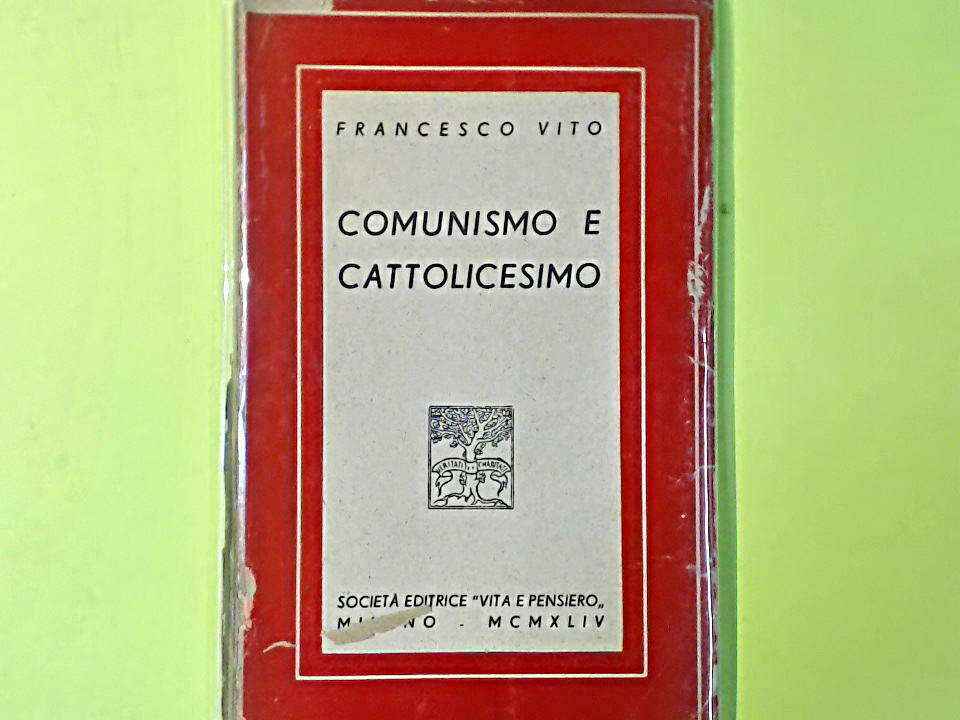 FRANCESCO VITO
COMUNISMO E
CATTOLICESIMO
VERITATI CHARITATI
SOCIETÀ EDITRICE "VITA E PENSIERO„
- MCMXLIV